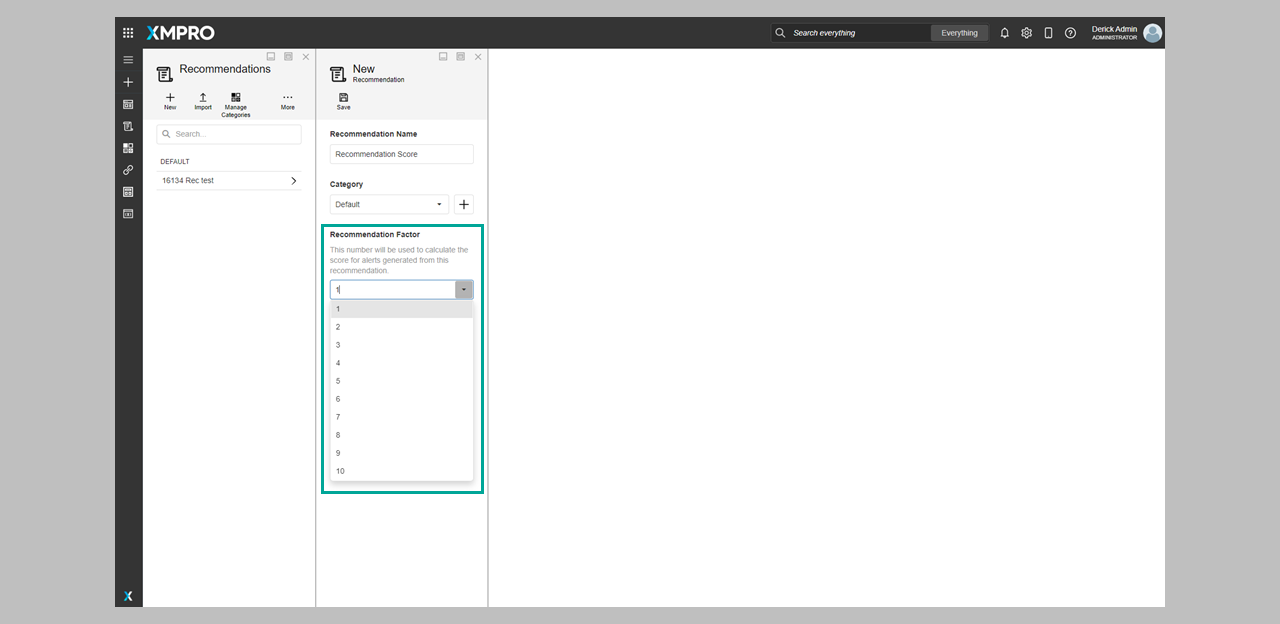 XMPRO
Search everything
Everything
Derick Admin
ADMINISTRATOR
Recommendations
New
Import
Manage
Categories
More
Search...
DEFAULT
16134 Rec test
New
Recommendation
Save
Recommendation Name
Recommendation Score
Category
Default
Recommendation Factor
This number will be used to calculate the
score for alerts generated from this
recommendation.
1
1
2
3
4
5
6
7
8
9
10
X